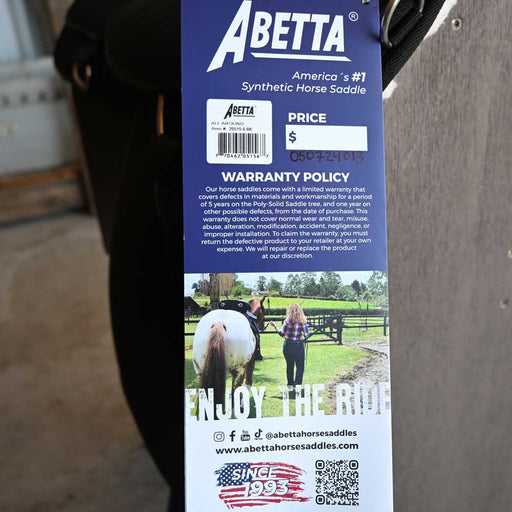 ABETTA®
America´s #1
Synthetic Horse Saddle
ABETTA
PRICE
$
050724013
WARRANTY POLICY
Our horse saddles come with a limited warranty that
covers defects in materials and workmanship for a period
of 5 years on the Poly-Solid Saddle tree, and one year on
other possible defects, from the date of purchase. This
warranty does not cover normal wear and tear, misuse,
abuse, alteration, modification, accident, negligence, or
improper installation. To claim the warranty, you must
return the defective product to your retailer at your own
expense. We will repair or replace the product
at our discretion.
ENJOY THE RIDE
@abettahorsesaddles
www.abettahorsesaddles.com
SINCE
1993